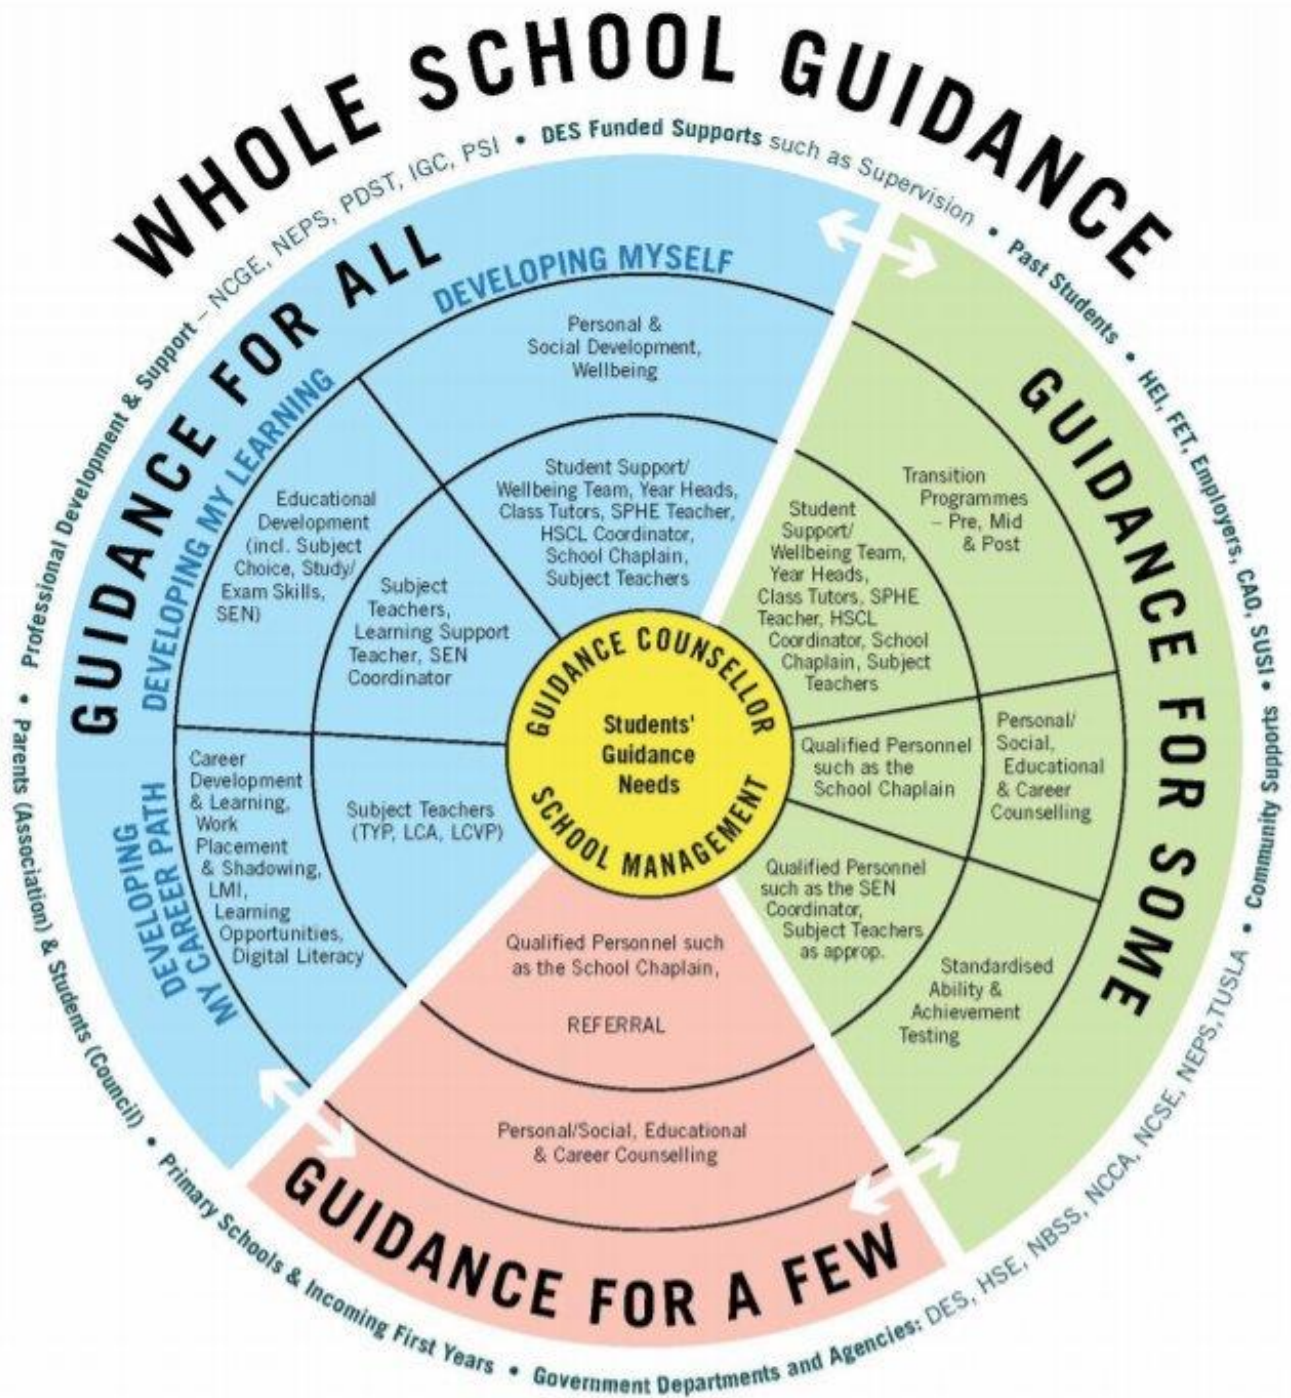 WHOLE SCHOOL GUIDANCE
Professional Development & Support – NCGE, NEPS, PDST, IGC, PSI • DES Funded Supports such as Supervision • Past Students • HEI, FET, Employers, CAO, SUSI • Community Supports •
Government Departments and Agencies: DES, HSE, NBSS, NCCA, NCSE, NEPS, TUSLA
• Parents (Association) & Students (Council) • Primary Schools & Incoming First Years •
GUIDANCE FOR ALL
DEVELOPING MYSELF
Personal &
Social Development,
Wellbeing
Student Support/
Wellbeing Team, Year Heads,
Class Tutors, SPHE Teacher,
HSCL Coordinator,
School Chaplain,
Subject Teachers
DEVELOPING MY LEARNING
Educational
Development
(incl. Subject
Choice, Study/
Exam Skills,
SEN)
Subject
Teachers,
Learning Support
Teacher, SEN
Coordinator
DEVELOPING
MY CAREER PATH
Career
Development
& Learning,
Work
Placement
& Shadowing,
LMI,
Learning
Opportunities,
Digital Literacy
Subject Teachers
(TYP, LCA, LCVP)
GUIDANCE FOR SOME
Transition
Programmes
– Pre, Mid
& Post
Student
Support/
Wellbeing Team,
Year Heads,
Class Tutors, SPHE
Teacher, HSCL
Coordinator, School
Chaplain, Subject
Teachers
Personal/
Social,
Educational
& Career
Counselling
Qualified Personnel
such as the
School Chaplain
Qualified Personnel
such as the SEN
Coordinator,
Subject Teachers
as approp.
Standardised
Ability &
Achievement
Testing
GUIDANCE COUNSELLOR
Students'
Guidance
Needs
SCHOOL MANAGEMENT
Qualified Personnel such
as the School Chaplain,
REFERRAL
Personal/Social, Educational
& Career Counselling
GUIDANCE FOR A FEW